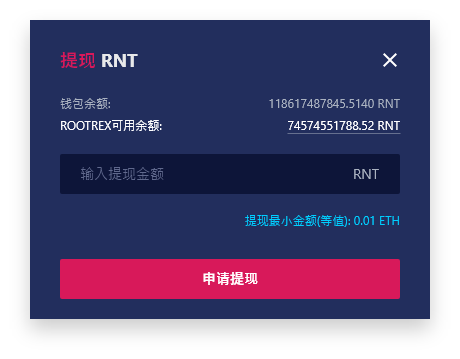 提现 RNT
钱包余额: 118617487845.5140 RNT
ROOTREX可用余额: 74574551788.52 RNT
输入提现金额 RNT
提现最小金额(等值): 0.01 ETH
申请提现